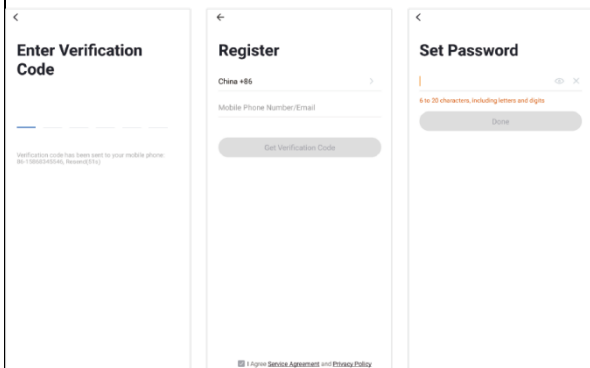 Enter Verification
Code
Verification code has been sent to your mobile phone:
Register
China +86
Mobile Phone Number/Email
Get Verification Code
I Agree Service Agreement and Privacy Policy
Set Password
6 to 20 characters, including letters and digits
Done